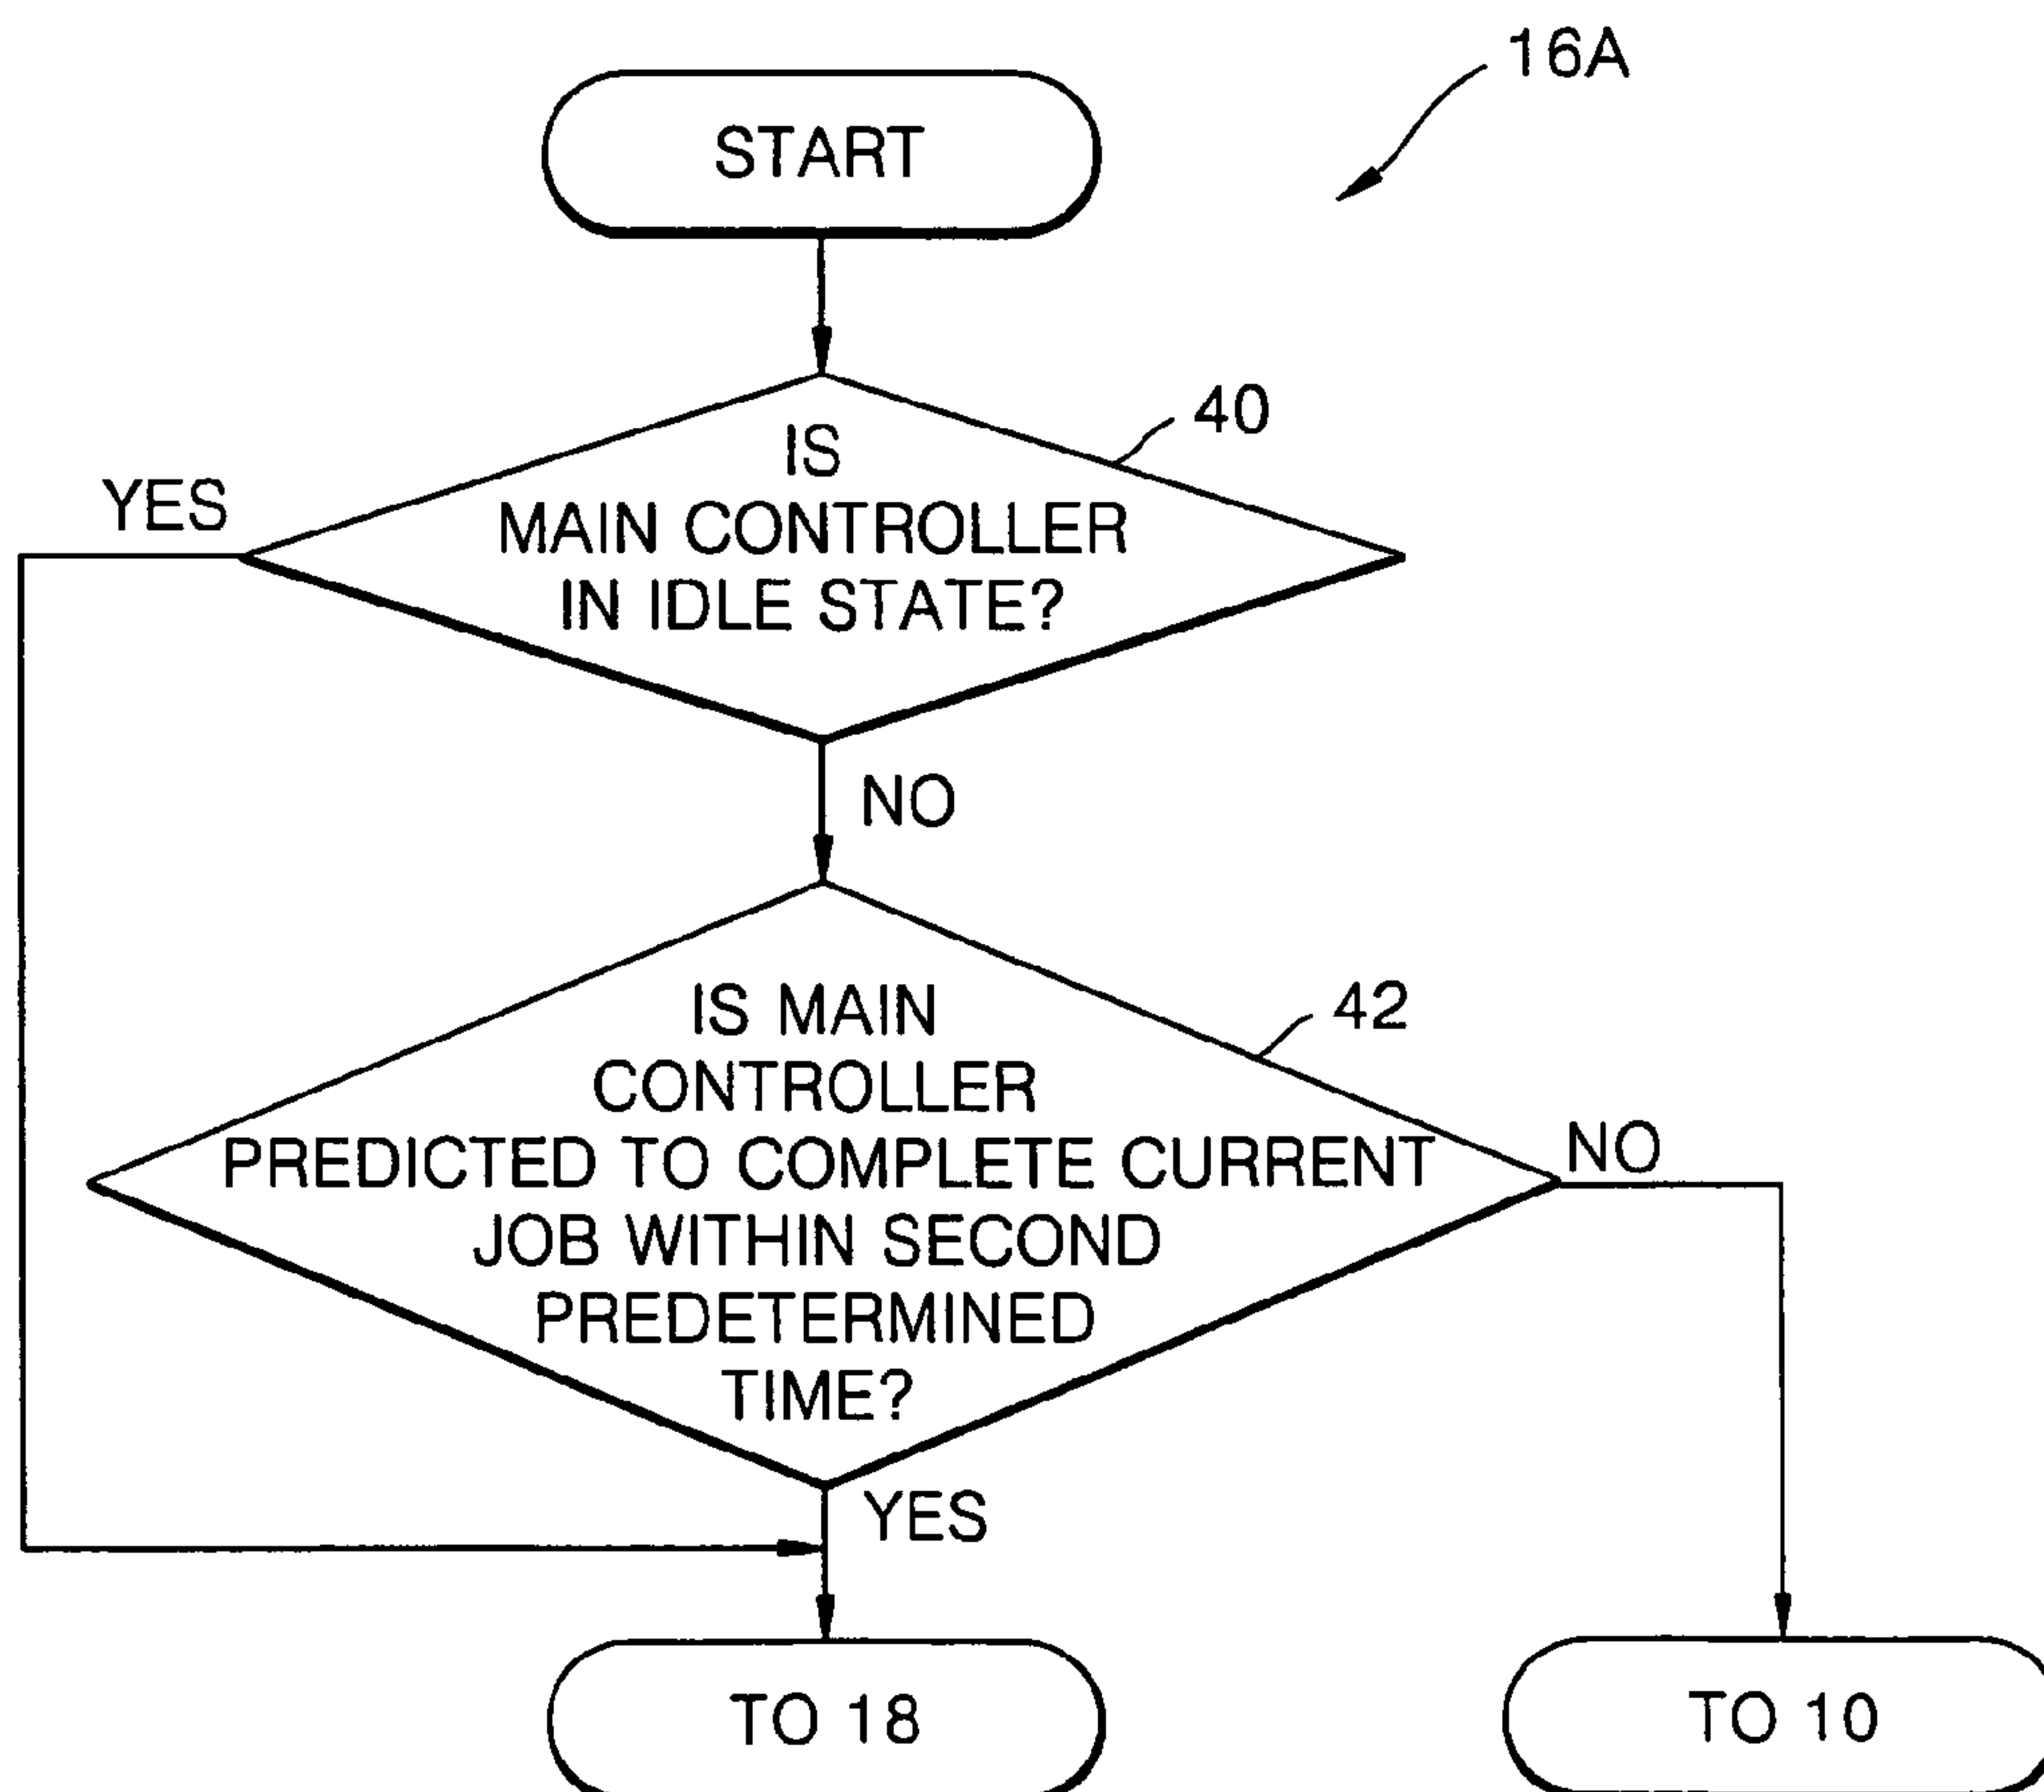 16A
START
40
IS
MAIN CONTROLLER
IN IDLE STATE?
YES
NO
42
IS MAIN
CONTROLLER
PREDICTED TO COMPLETE CURRENT
JOB WITHIN SECOND
PREDETERMINED
TIME?
NO
YES
TO 18
TO 10